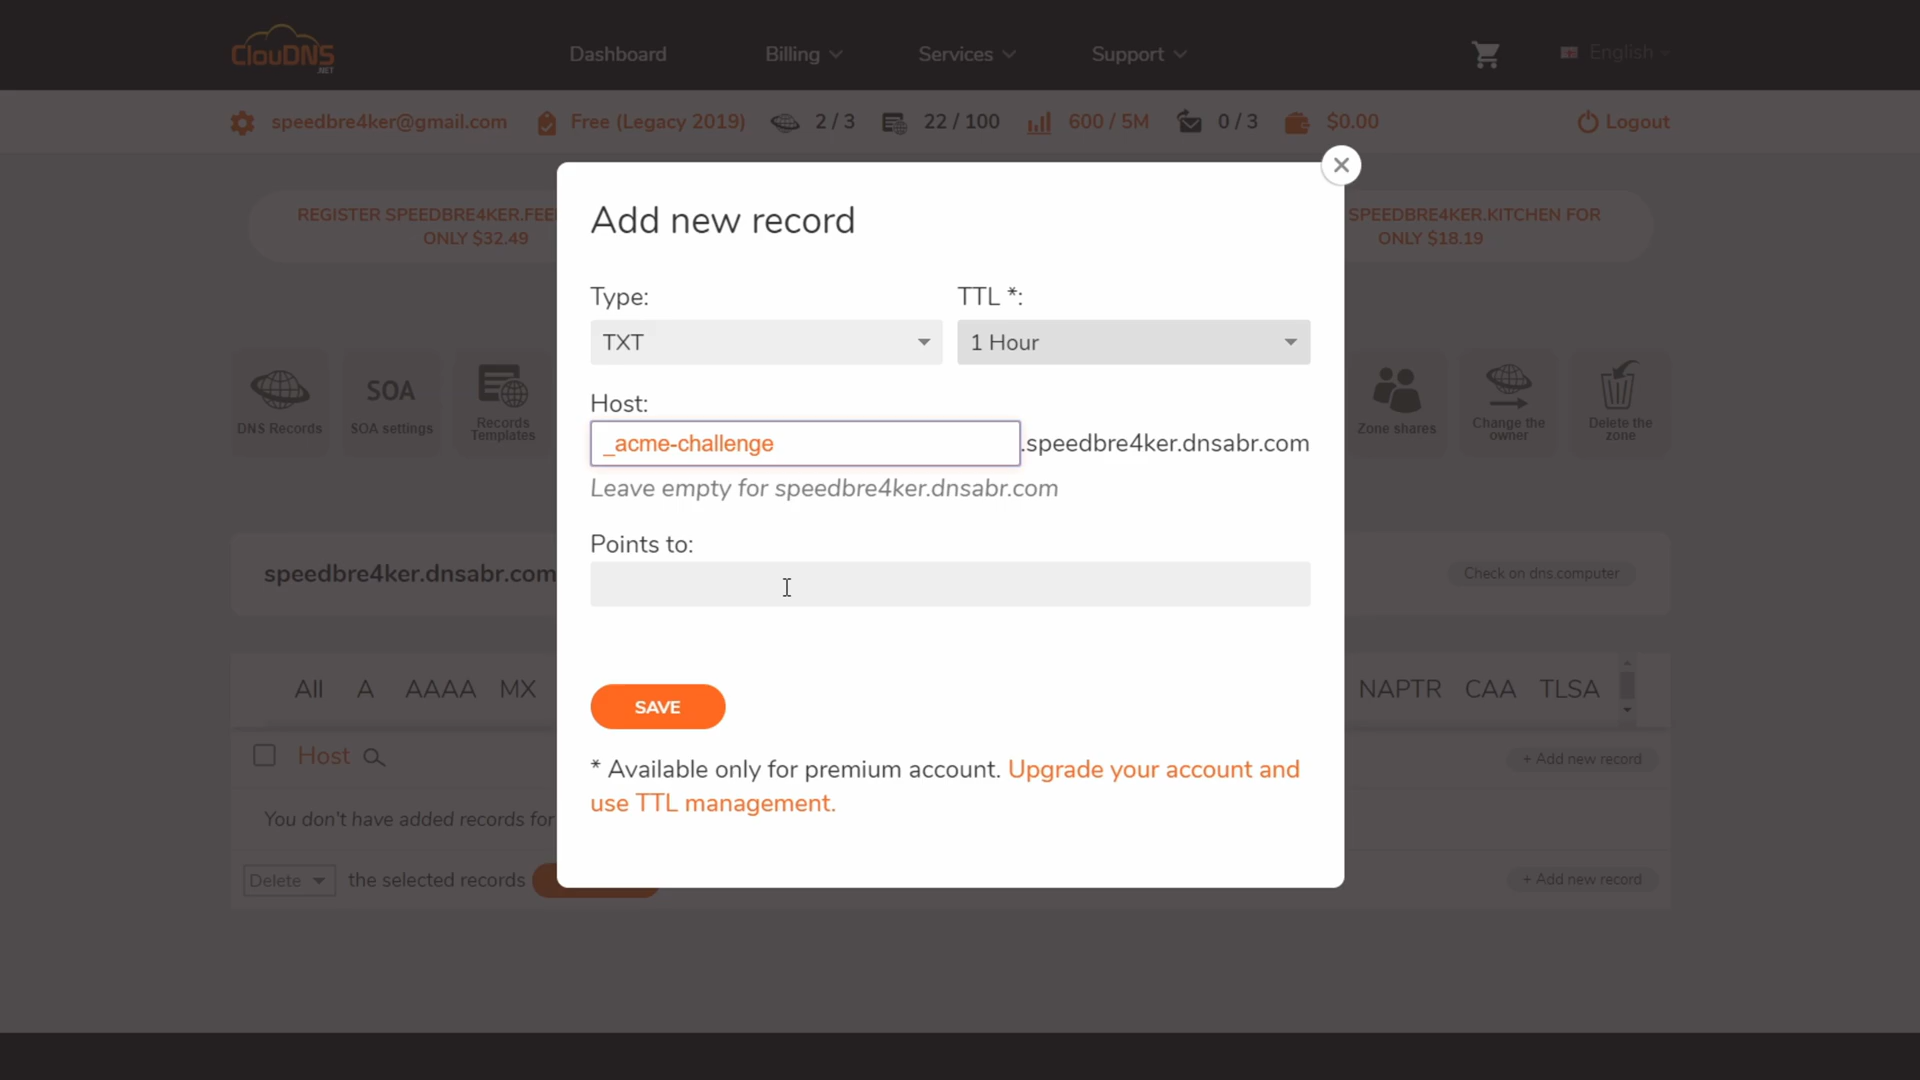 ClouDNS
.NET
Dashboard
Billing
Services
Support
English
speedbre4ker@gmail.com
Free (Legacy 2019)
2 / 3
22 / 100
600 / 5M
0 / 3
$0.00
Logout
REGISTER SPEEDBRE4KER.FEE
ONLY $32.49
SPEEDBRE4KER.KITCHEN FOR
ONLY $18.19
Add new record
Type:
TTL *:
TXT
1 Hour
Host:
_acme-challenge
.speedbre4ker.dnsabr.com
Leave empty for speedbre4ker.dnsabr.com
Points to:
SAVE
* Available only for premium account. Upgrade your account and
use TTL management.
DNS Records
SOA
SOA settings
Records
Templates
Zone shares
Change the
owner
Delete the
zone
speedbre4ker.dnsabr.com
Check on dns.computer
All
A
AAAA
MX
NAPTR
CAA
TLSA
Host
+ Add new record
You don't have added records for
Delete
the selected records
+ Add new record